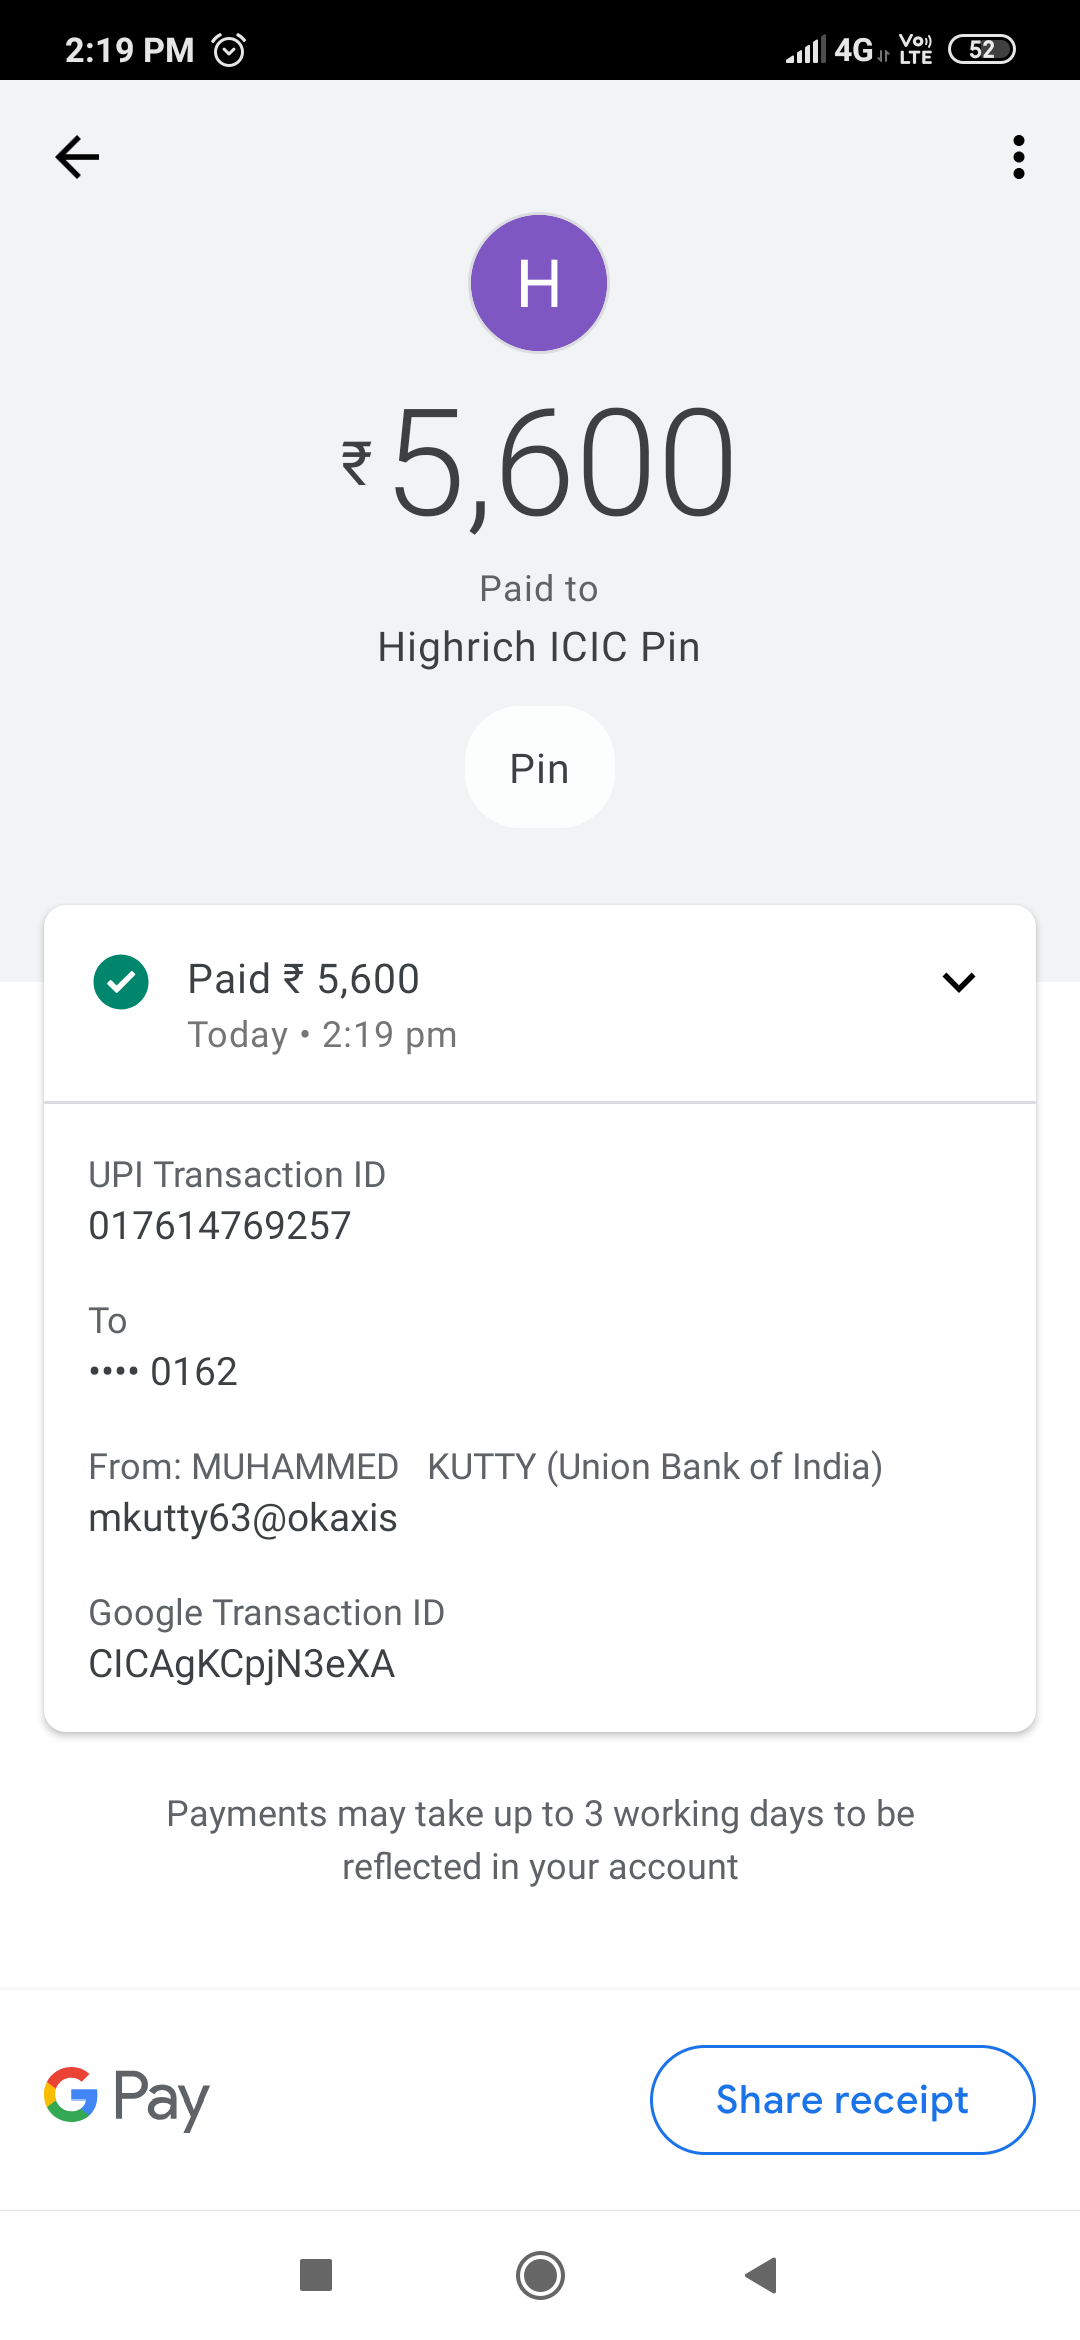 2:19 PM 4G Vo)) LTE 52
H
₹5,600
Paid to
Highrich ICIC Pin
Pin
Paid ₹ 5,600
Today • 2:19 pm
UPI Transaction ID
017614769257
To
•••• 0162
From: MUHAMMED KUTTY (Union Bank of India)
mkutty63@okaxis
Google Transaction ID
CICAgKCpjN3eXA
Payments may take up to 3 working days to be
reflected in your account
G Pay
Share receipt